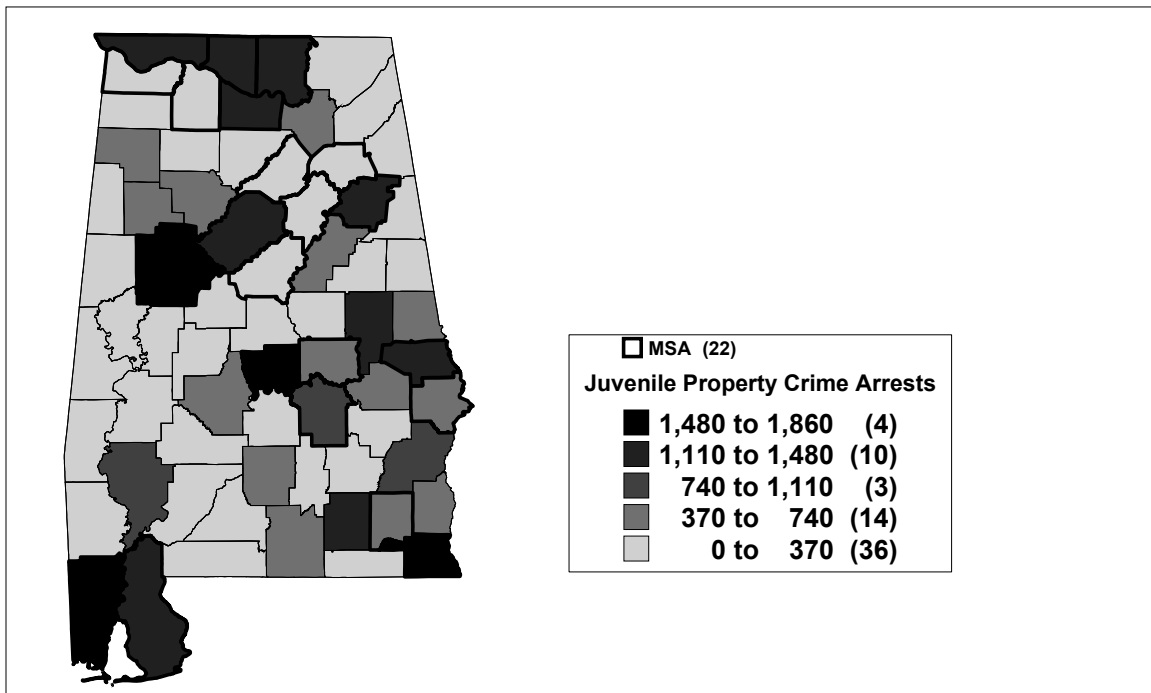 MSA (22)
Juvenile Property Crime Arrests
1,480 to 1,860 (4)
1,110 to 1,480 (10)
740 to 1,110 (3)
370 to 740 (14)
0 to 370 (36)